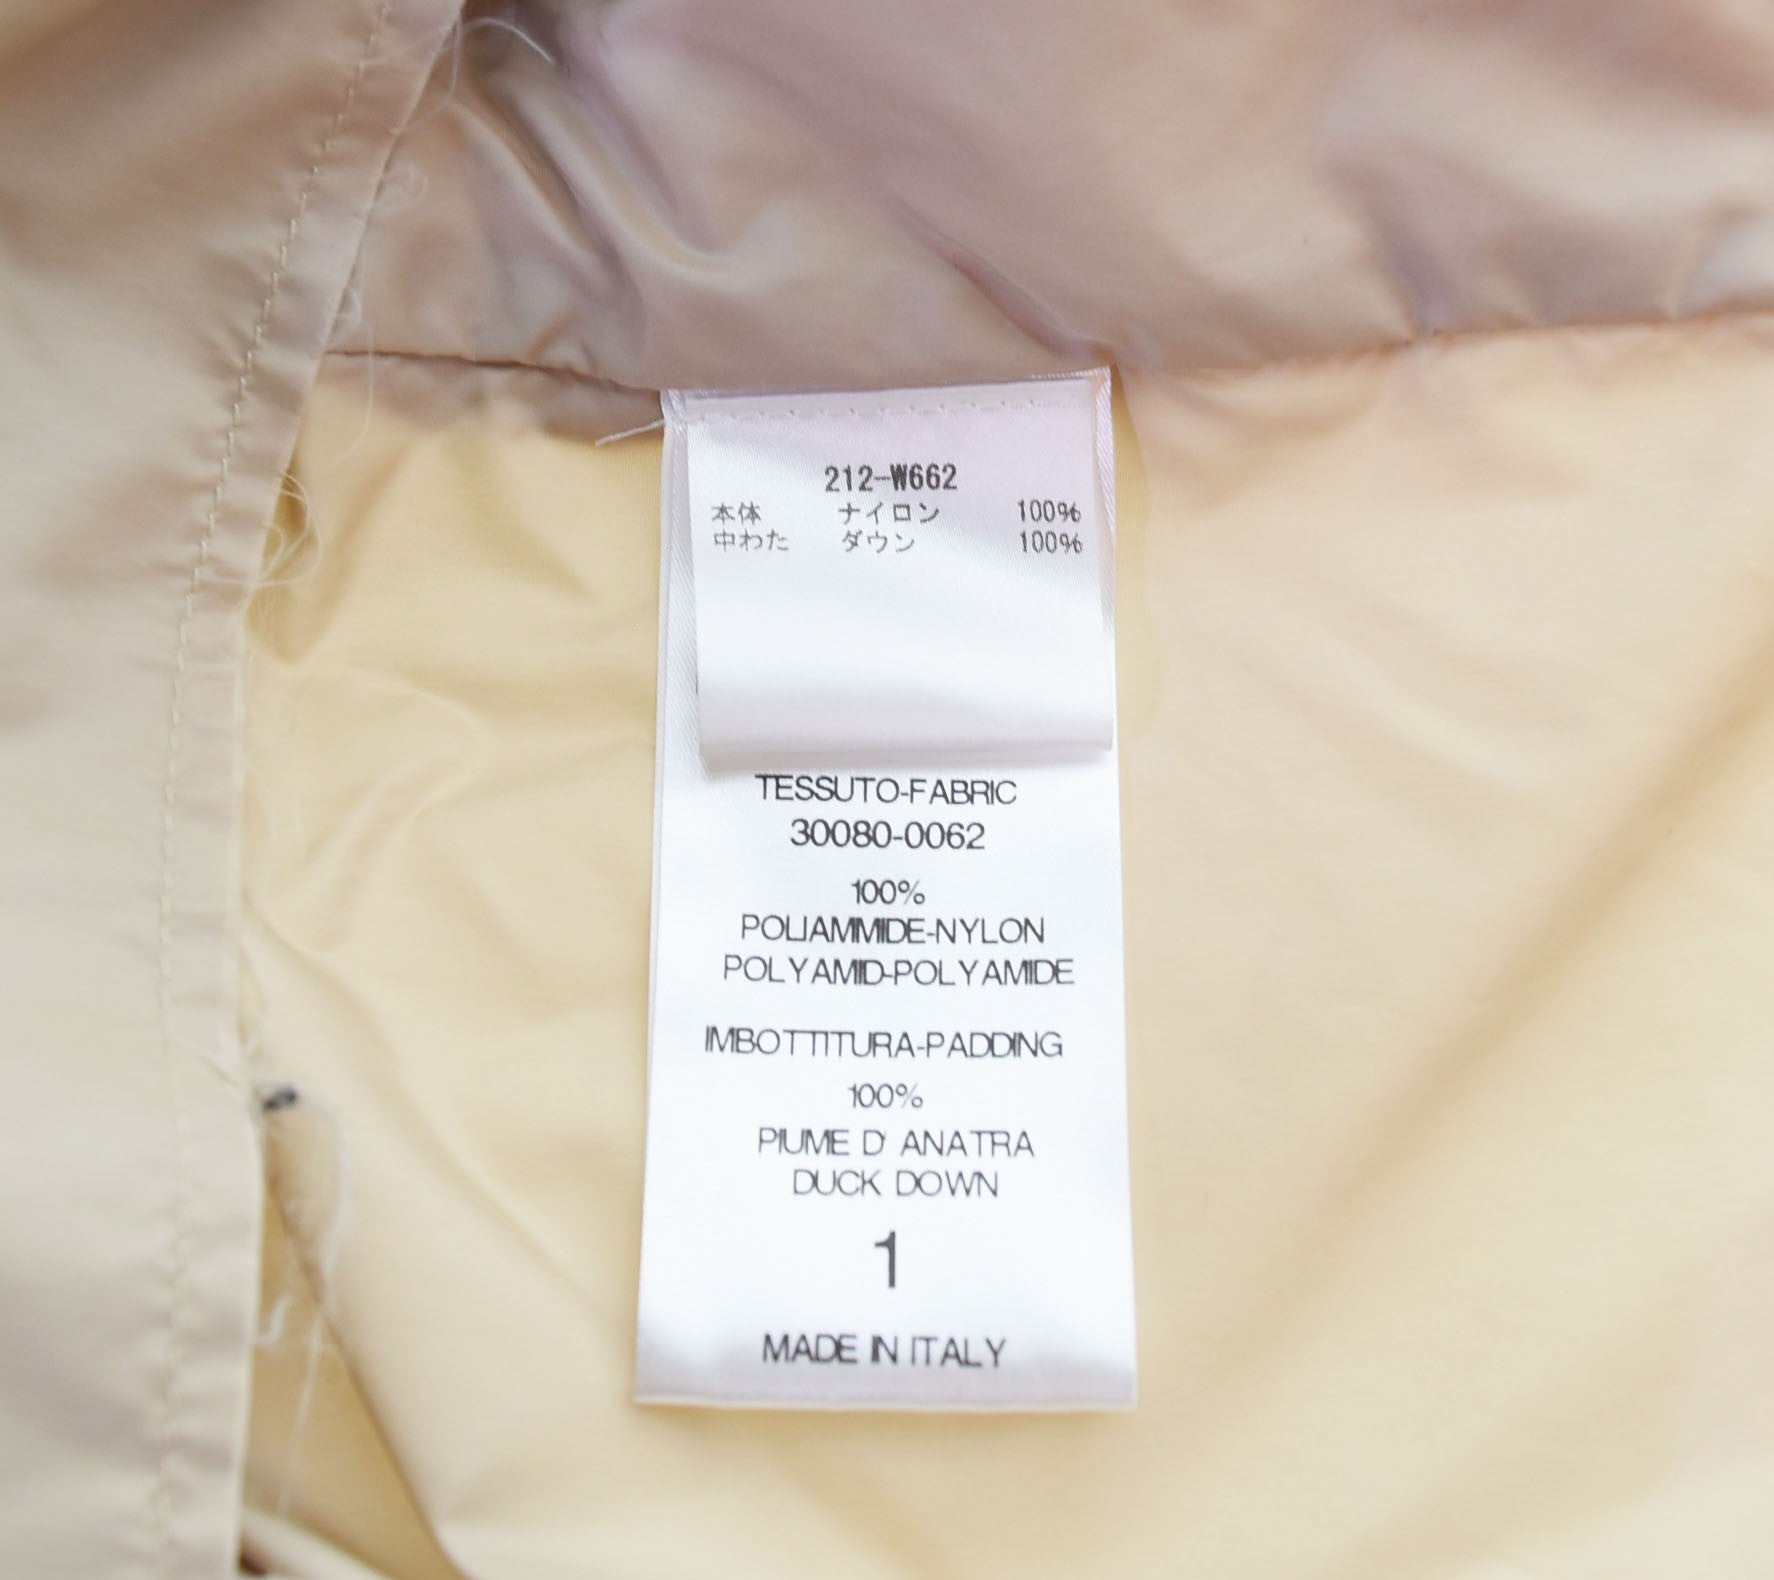 212-W662
本体 ナイロン 100%
中わた ダウン 100%
TESSUTO-FABRIC
30080-0062
100%
POLIAMMIDE-NYLON
POLYAMID-POLYAMIDE
IMBOTTITURA-PADDING
100%
PIUME D' ANATRA
DUCK DOWN
1
MADE IN ITALY